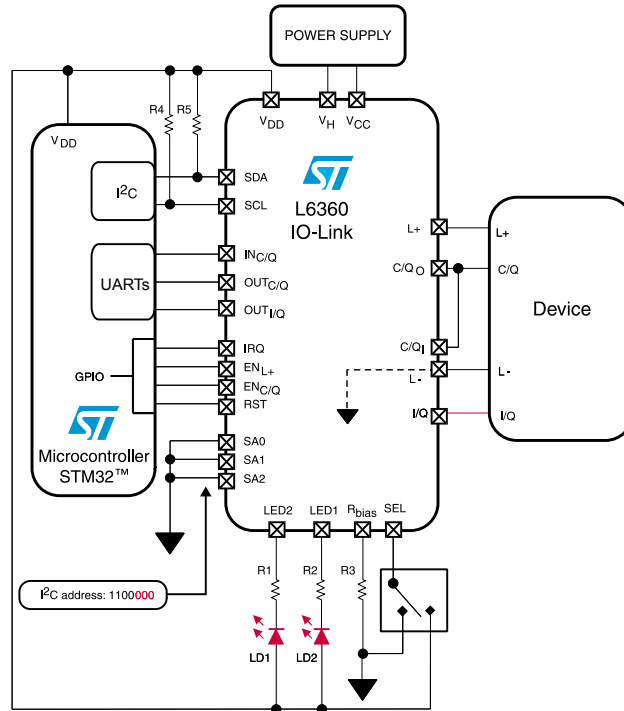 POWER SUPPLY
R4
R5
VDD
VDD
VH
VCC
ST
L6360
IO-Link
I2C
SDA
SCL
UARTs
INC/Q
OUTC/Q
OUTI/Q
GPIO
IRQ
ENL+
ENC/Q
RST
ST
Microcontroller
STM32™
SA0
SA1
SA2
L+
C/QO
C/QI
L-
I/Q
L+
C/Q
Device
L-
I/Q
LED2
LED1
Rbias
SEL
R1
R2
R3
I2C address: 1100000
LD1
LD2